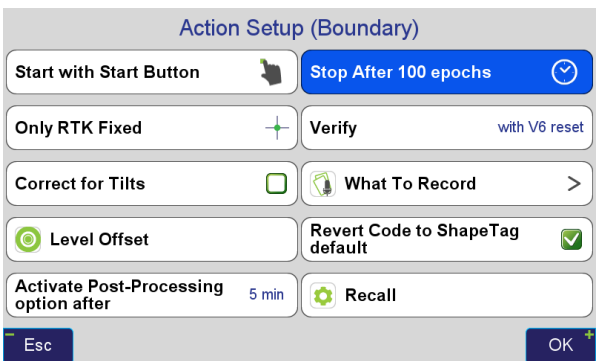 Action Setup (Boundary)
Start with Start Button
Stop After 100 epochs
Only RTK Fixed
Verify with V6 reset
Correct for Tilts
What To Record >
Level Offset
Revert Code to ShapeTag
default
Activate Post-Processing
option after 5 min
Recall
Esc
OK